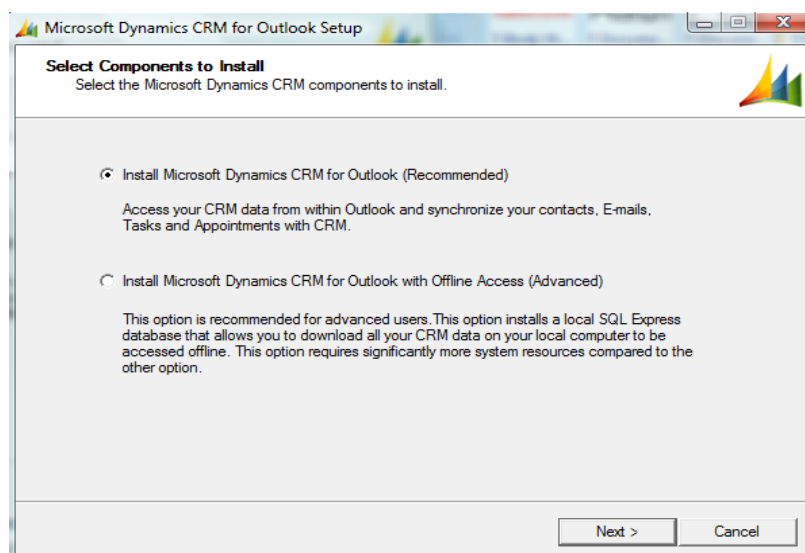 Microsoft Dynamics CRM for Outlook Setup
Select Components to Install
Select the Microsoft Dynamics CRM components to install.
Install Microsoft Dynamics CRM for Outlook (Recommended)
Access your CRM data from within Outlook and synchronize your contacts, E-mails,
Tasks and Appointments with CRM.
Install Microsoft Dynamics CRM for Outlook with Offline Access (Advanced)
This option is recommended for advanced users.This option installs a local SQL Express
database that allows you to download all your CRM data on your local computer to be
accessed offline. This option requires significantly more system resources compared to the
other option.
Next >
Cancel